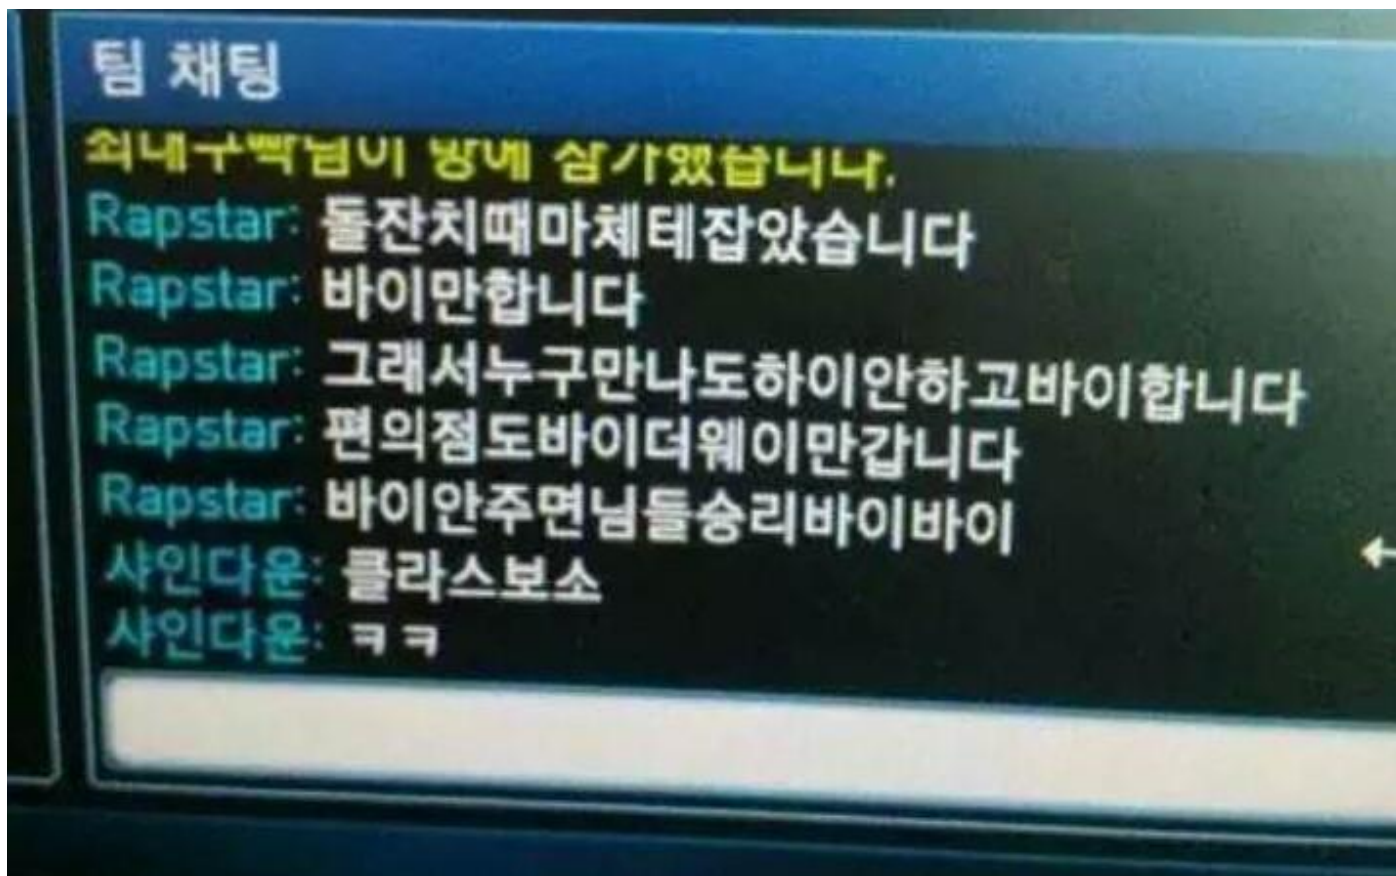 팀 채팅
님이 방에 참가했습니다.
Rapstar: 돌잔치때마체테잡았습니다
Rapstar: 바이만합니다
Rapstar: 그래서누구만나도하이안하고바이합니다
Rapstar: 편의점도바이더웨이만갑니다
Rapstar: 바이안주면님들승리바이바이
샤인다운: 클라스보소
샤인다운: ㅋㅋ